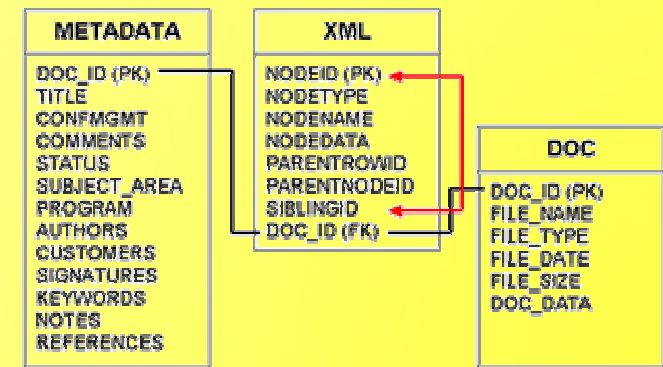 METADATA
DOC_ID (PK)
TITLE
CONFMGMT
COMMENTS
STATUS
SUBJECT_AREA
PROGRAM
AUTHORS
CUSTOMERS
SIGNATURES
KEYWORDS
NOTES
REFERENCES
XML
NODEID (PK)
NODETYPE
NODENAME
NODEDATA
PARENTROWID
PARENTNODEID
SIBLINGID
DOC_ID (FK)
DOC
DOC_ID (PK)
FILE_NAME
FILE_TYPE
FILE_DATE
FILE_SIZE
DOC_DATA